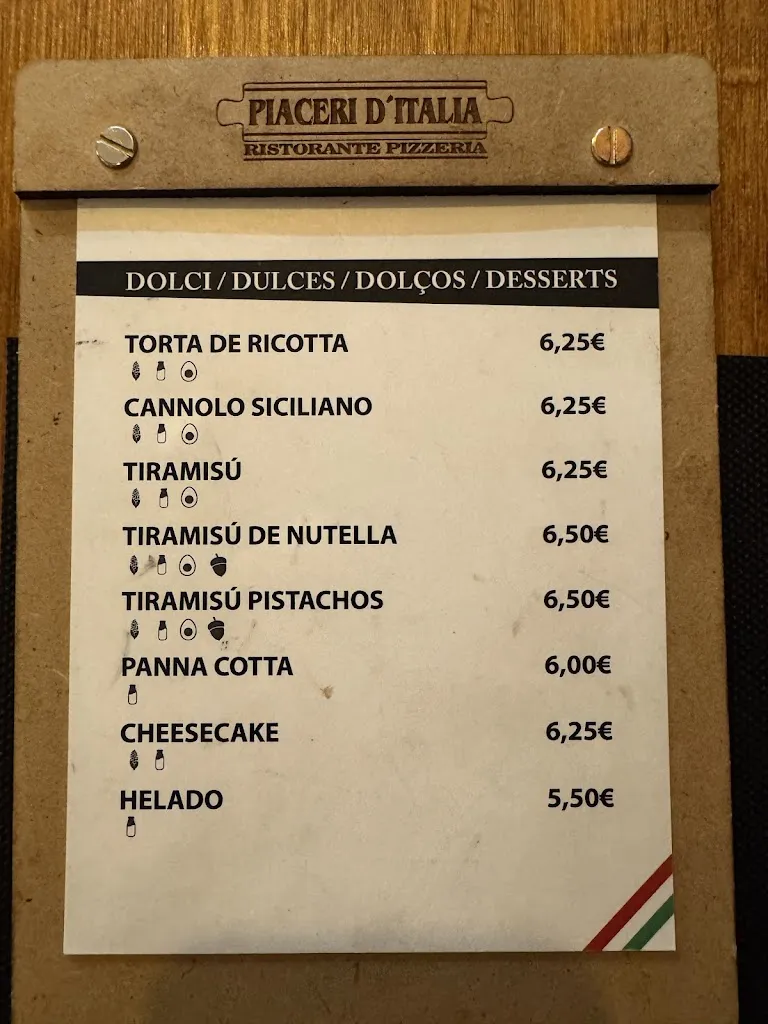 PIACERI D´ITALIA
RISTORANTE PIZZERIA
DOLCI / DULCES / DOLÇOS / DESSERTS
TORTA DE RICOTTA 6,25€
CANNOLO SICILIANO 6,25€
TIRAMISÚ 6,25€
TIRAMISÚ DE NUTELLA 6,50€
TIRAMISÚ PISTACHOS 6,50€
PANNA COTTA 6,00€
CHEESECAKE 6,25€
HELADO 5,50€